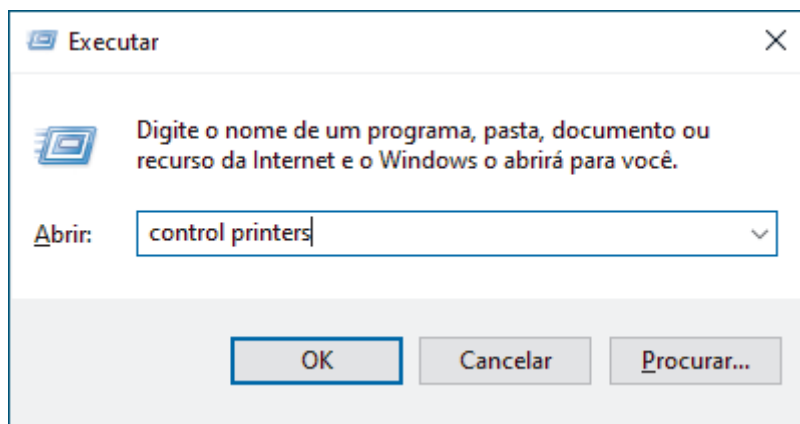 Executar
Digite o nome de um programa, pasta, documento ou
recurso da Internet e o Windows o abrirá para você.
Abrir: control printers
OK Cancelar Procurar...